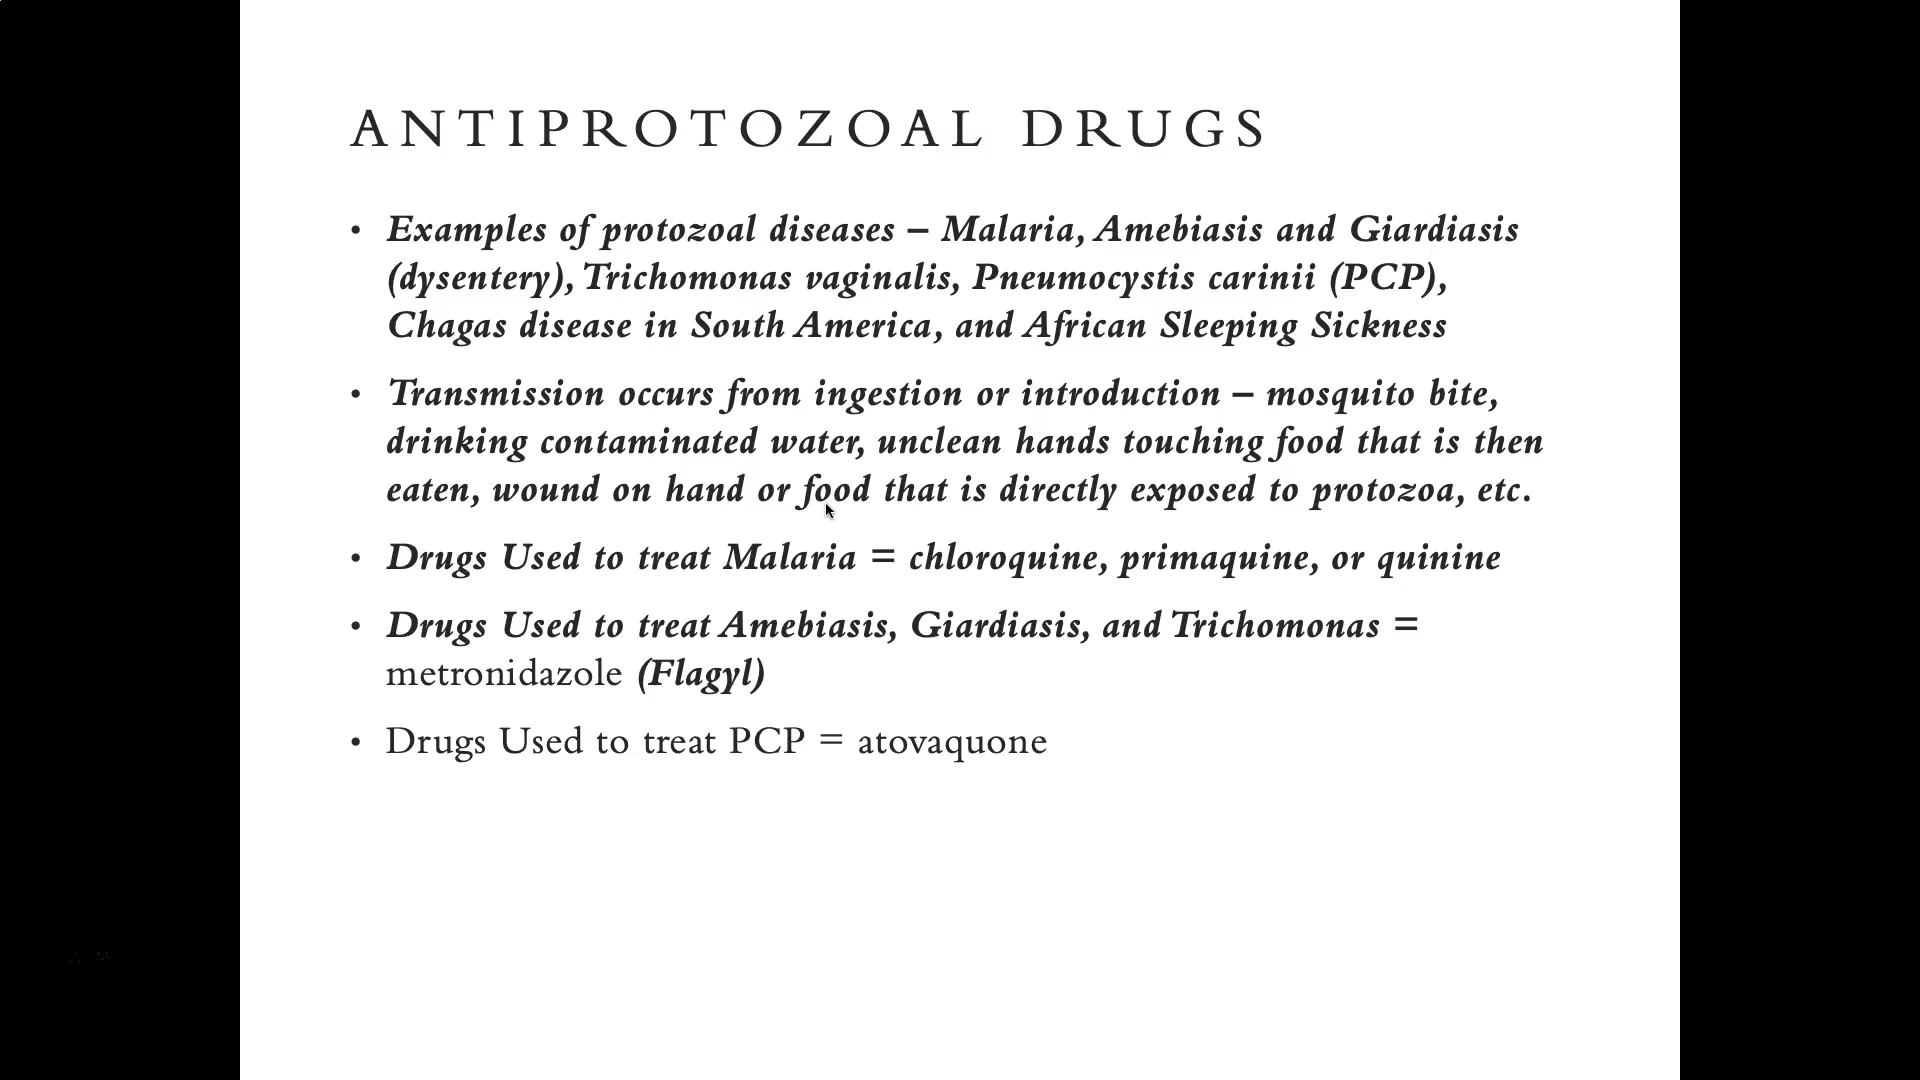 ANTIPROTOZOAL DRUGS
• Examples of protozoal diseases – Malaria, Amebiasis and Giardiasis
(dysentery), Trichomonas vaginalis, Pneumocystis carinii (PCP),
Chagas disease in South America, and African Sleeping Sickness
• Transmission occurs from ingestion or introduction – mosquito bite,
drinking contaminated water, unclean hands touching food that is then
eaten, wound on hand or food that is directly exposed to protozoa, etc.
• Drugs Used to treat Malaria = chloroquine, primaquine, or quinine
• Drugs Used to treat Amebiasis, Giardiasis, and Trichomonas =
metronidazole (Flagyl)
• Drugs Used to treat PCP = atovaquone